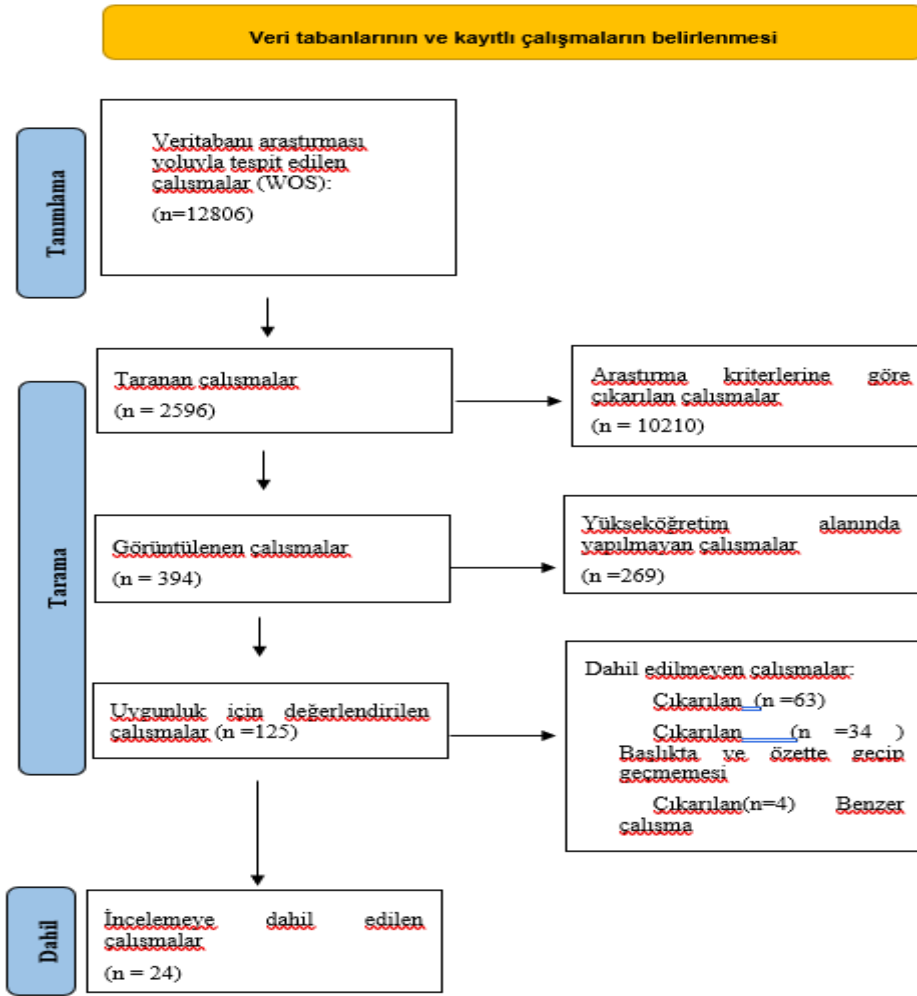 Veri tabanlarının ve kayıtlı çalışmaların belirlenmesi
Tanımlama
Veritabanı araştırması
yoluyla tespit edilen
çalışmalar (WOS):
(n=12806)
Tarama
Taranan çalışmalar
(n = 2596)
Araştırma kriterlerine göre
çıkarılan çalışmalar
(n = 10210)
Görüntülenen çalışmalar
(n = 394)
Yükseköğretim alanında
yapılmayan çalışmalar
(n =269)
Uygunluk için değerlendirilen
çalışmalar (n =125)
Dahil edilmeyen çalışmalar:
Çıkarılan (n =63)
Çıkarılan (n =34 )
Başlıkta ve özette geçip
geçmemesi
Çıkarılan(n=4) Benzer
çalışma
Dahil
İncelemeye dahil edilen
çalışmalar
(n = 24)